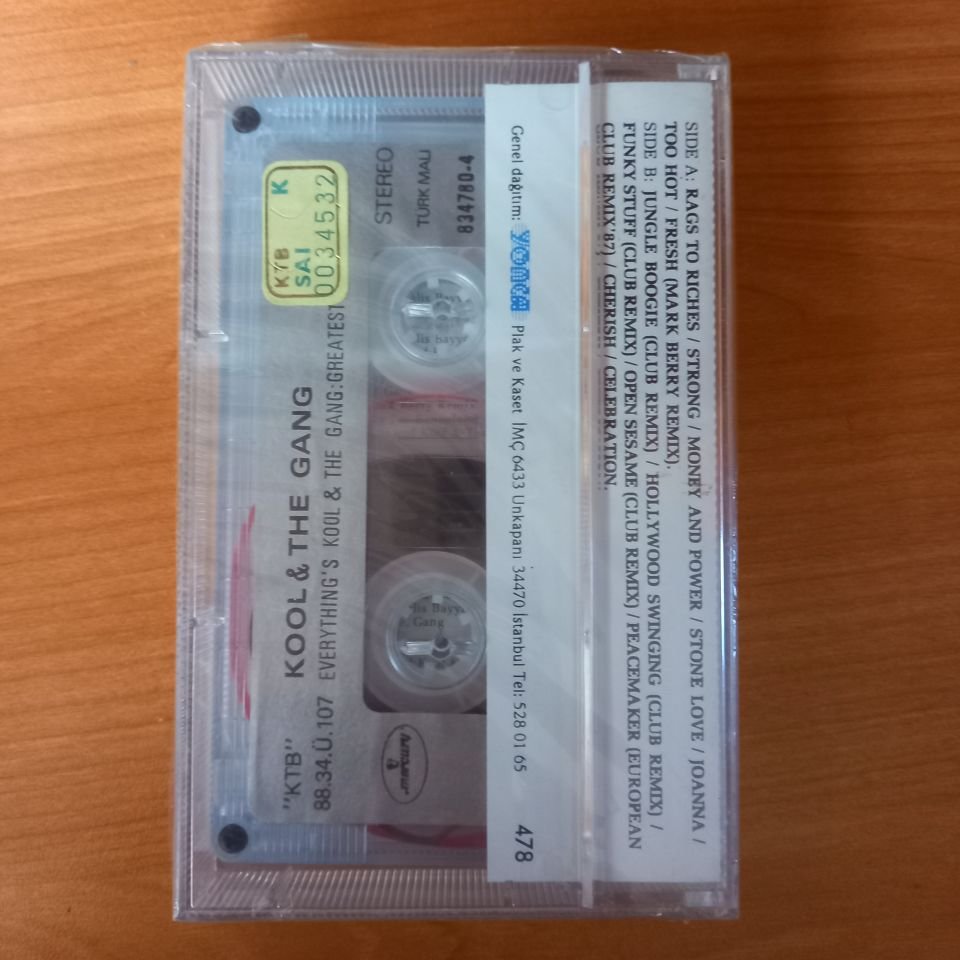 SIDE A: RAGS TO RICHES / STRONG / MONEY AND POWER / STONE LOVE / JOANNA /
TOO HOT / FRESH (MARK BERRY REMIX).
SIDE B: JUNGLE BOOGIE (CLUB REMIX) / HOLLYWOOD SWINGING (CLUB REMIX) /
FUNKY STUFF (CLUB REMIX) / OPEN SESAME (CLUB REMIX) / PEACEMAKER (EUROPEAN
CLUB REMIX'87) / CHERISH / CELEBRATION.
Genel dağıtım: yonca Plak ve Kaset İMÇ 6433 Unkapanı 34470 İstanbul Tel: 528 01 65
478
K
KTB
SAI
0034532
STEREO
TÜRK MALI
834780-4
"KTB" KOOL & THE GANG
88.34.Ü.107 EVERYTHING'S KOOL & THE GANG:GREATEST
mercury
Gang